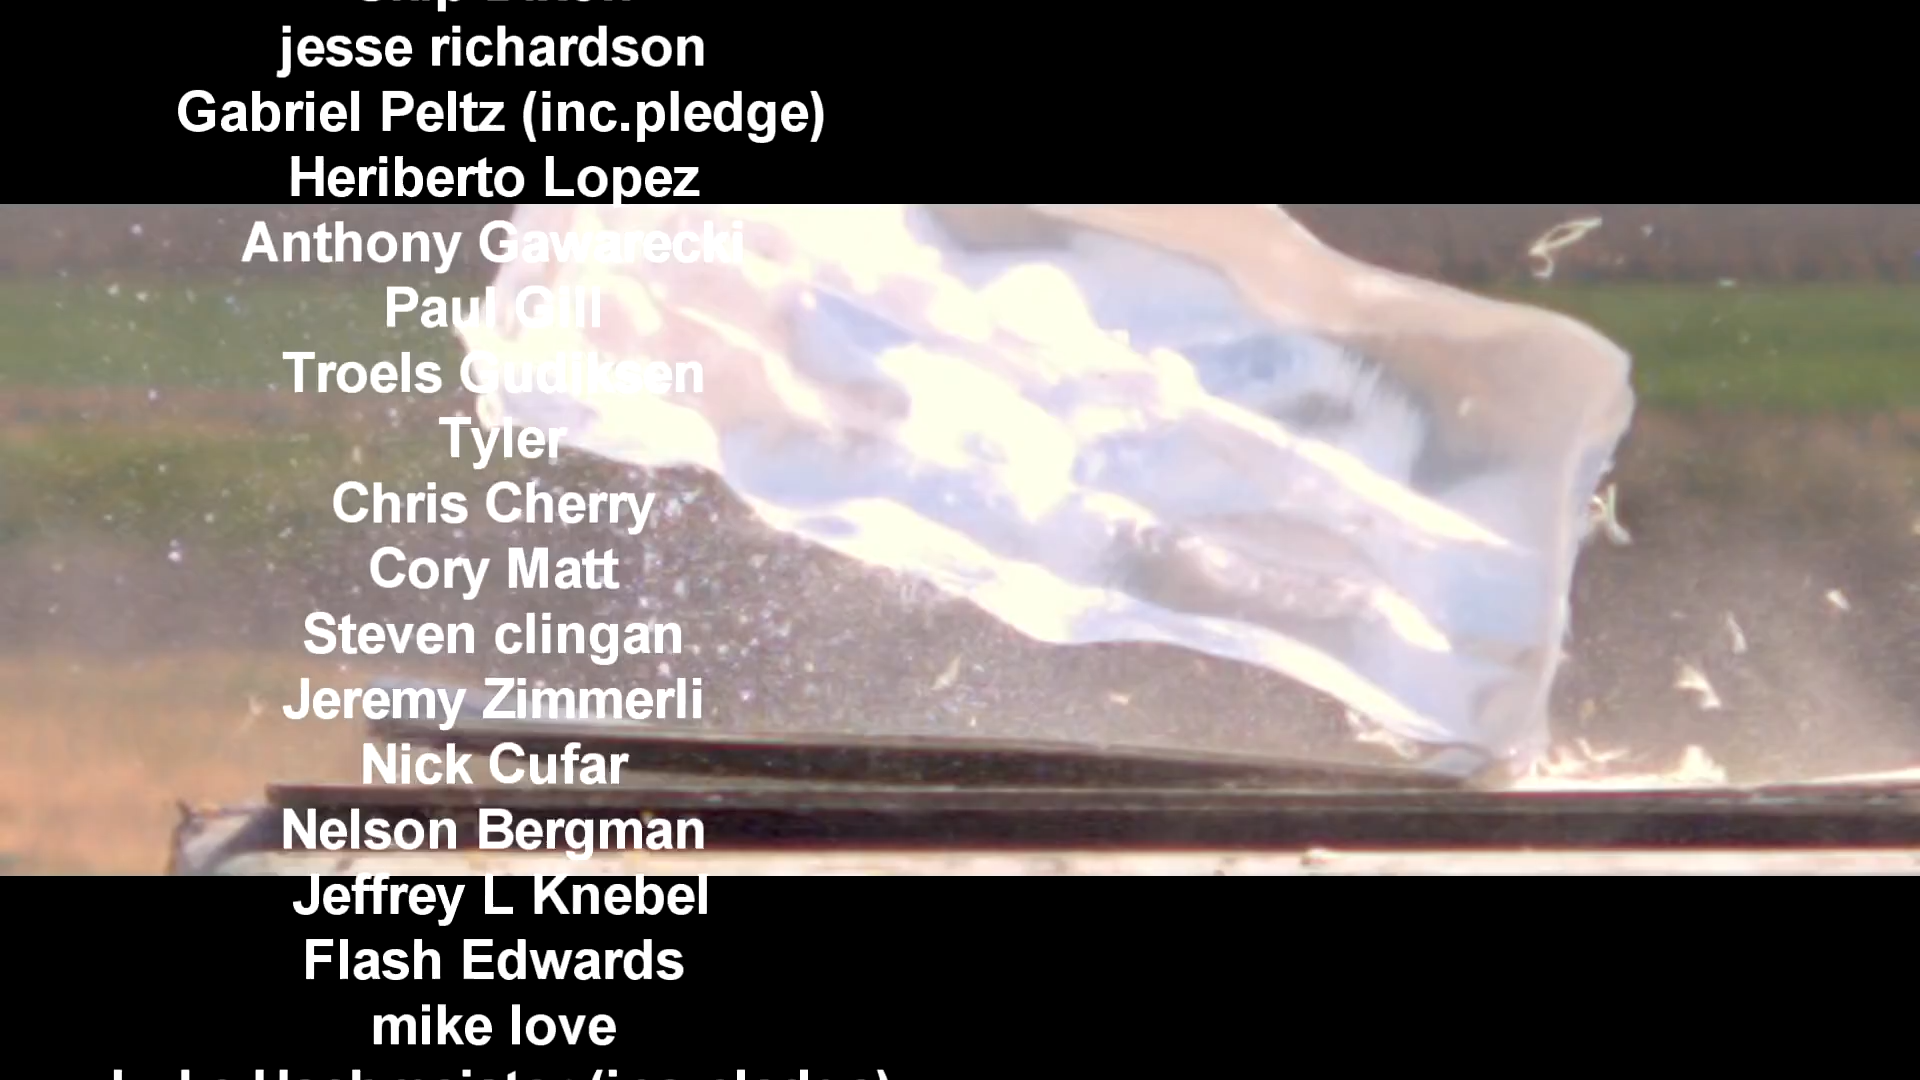 jesse richardson
Gabriel Peltz (inc.pledge)
Heriberto Lopez
Anthony Gawarecki
Paul Gill
Troels Gudiksen
Tyler
Chris Cherry
Cory Matt
Steven clingan
Jeremy Zimmerli
Nick Cufar
Nelson Bergman
Jeffrey L Knebel
Flash Edwards
mike love